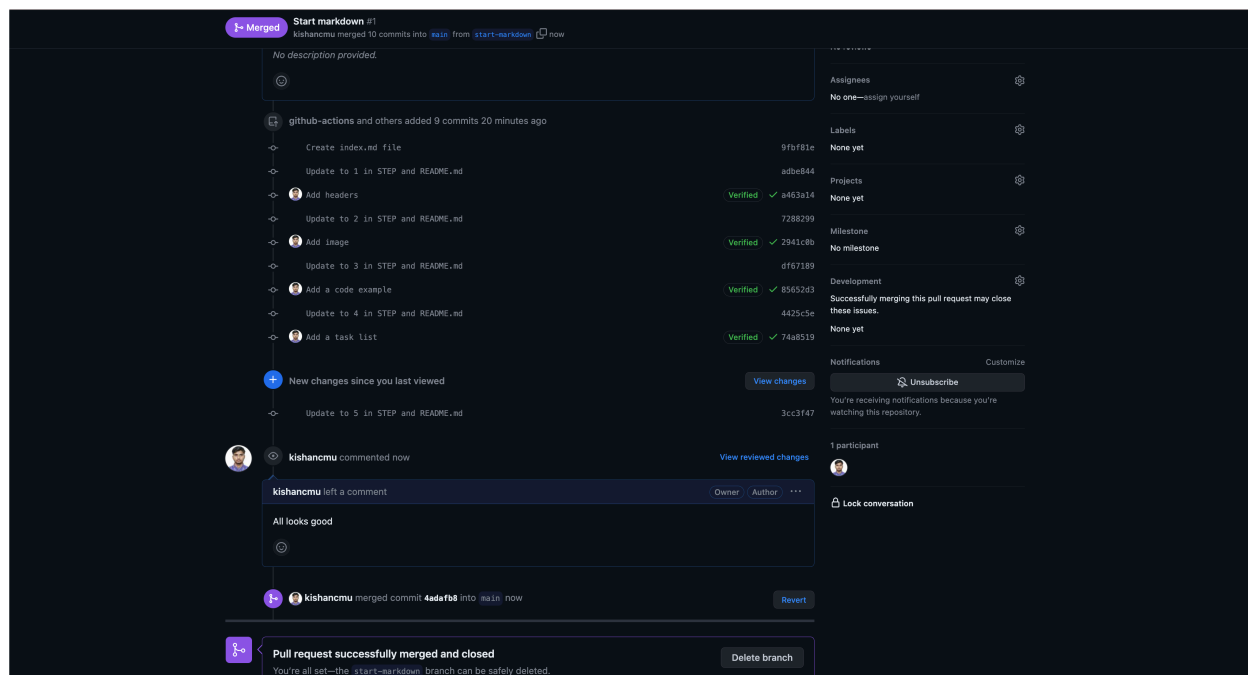 Merged
Start markdown #1
kishancmu merged 10 commits into main from start-markdown now
No description provided.
github-actions and others added 9 commits 20 minutes ago
Create index.md file 9fbf81e
Update to 1 in STEP and README.md adbe844
Add headers Verified a463a14
Update to 2 in STEP and README.md 7288299
Add image Verified 2941c0b
Update to 3 in STEP and README.md df67189
Add a code example Verified 85652d3
Update to 4 in STEP and README.md 4425c5e
Add a task list Verified 74a8519
New changes since you last viewed View changes
Update to 5 in STEP and README.md 3cc3f47
kishancmu commented now View reviewed changes
kishancmu left a comment Owner Author
All looks good
kishancmu merged commit 4adafb8 into main now Revert
Pull request successfully merged and closed
You're all set—the start-markdown branch can be safely deleted.
Delete branch
Assignees
No one—assign yourself
Labels
None yet
Projects
None yet
Milestone
No milestone
Development
Successfully merging this pull request may close
these issues.
None yet
Notifications Customize
Unsubscribe
You're receiving notifications because you're
watching this repository.
1 participant
Lock conversation